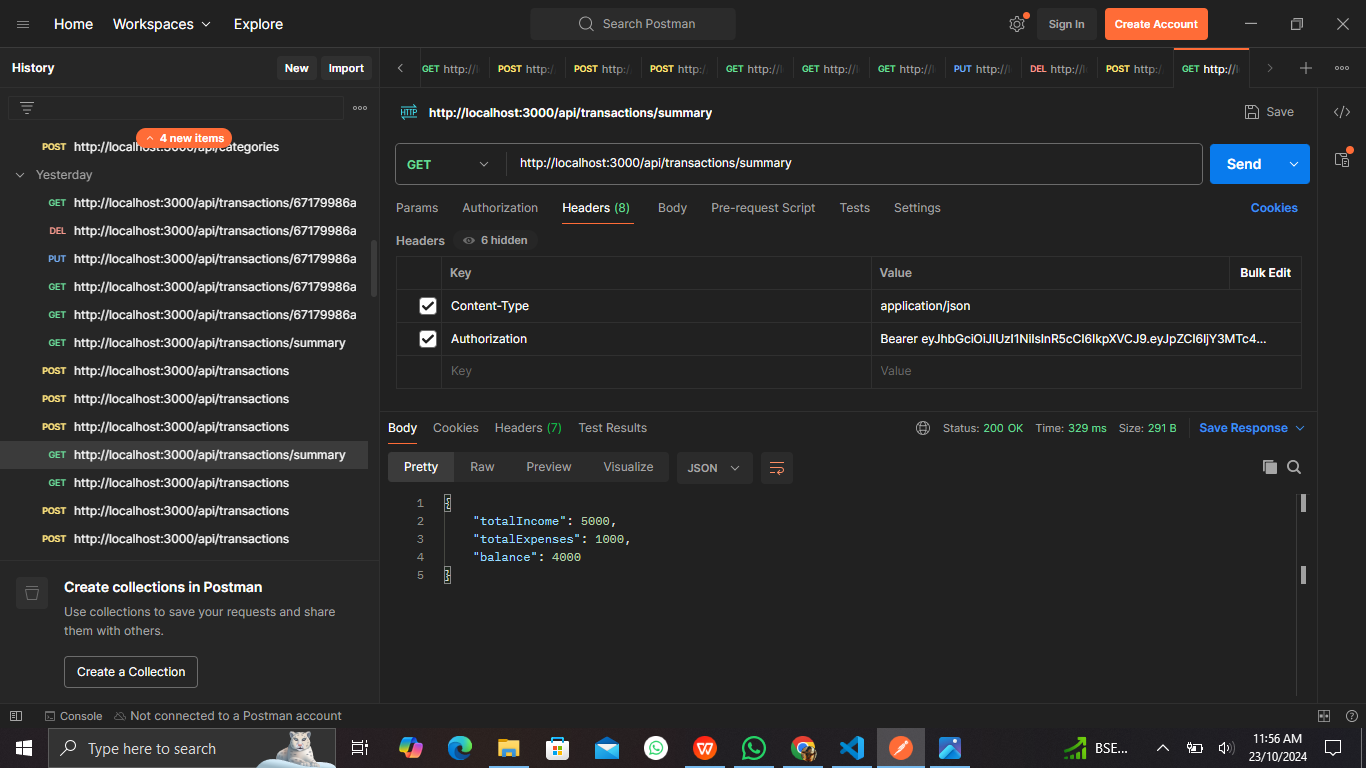 Home Workspaces Explore Search Postman Sign In Create Account
History New Import GET http://l POST http:/ POST http:/ POST http:/ GET http://l GET http://l GET http://l PUT http://l DEL http://l POST http:/ GET http://l
HTTP http://localhost:3000/api/transactions/summary Save
4 new items
POST http://localhost:3000/api/categories
Yesterday
GET http://localhost:3000/api/transactions/67179986a
DEL http://localhost:3000/api/transactions/67179986a
PUT http://localhost:3000/api/transactions/67179986a
GET http://localhost:3000/api/transactions/67179986a
GET http://localhost:3000/api/transactions/67179986a
GET http://localhost:3000/api/transactions/summary
POST http://localhost:3000/api/transactions
POST http://localhost:3000/api/transactions
POST http://localhost:3000/api/transactions
GET http://localhost:3000/api/transactions/summary
GET http://localhost:3000/api/transactions
POST http://localhost:3000/api/transactions
POST http://localhost:3000/api/transactions
Create collections in Postman
Use collections to save your requests and share
them with others.
Create a Collection
GET http://localhost:3000/api/transactions/summary Send
Params Authorization Headers (8) Body Pre-request Script Tests Settings Cookies
Headers 6 hidden
Key Value Bulk Edit
Content-Type application/json
Authorization Bearer eyJhbGciOiJIUzI1NiIsInR5cCI6IkpXVCJ9.eyJpZCI6IjY3MTc4...
Key Value
Body Cookies Headers (7) Test Results Status: 200 OK Time: 329 ms Size: 291 B Save Response
Pretty Raw Preview Visualize JSON
1 {
2 "totalIncome": 5000,
3 "totalExpenses": 1000,
4 "balance": 4000
5 }
Console Not connected to a Postman account
Type here to search BSE... 11:56 AM
23/10/2024